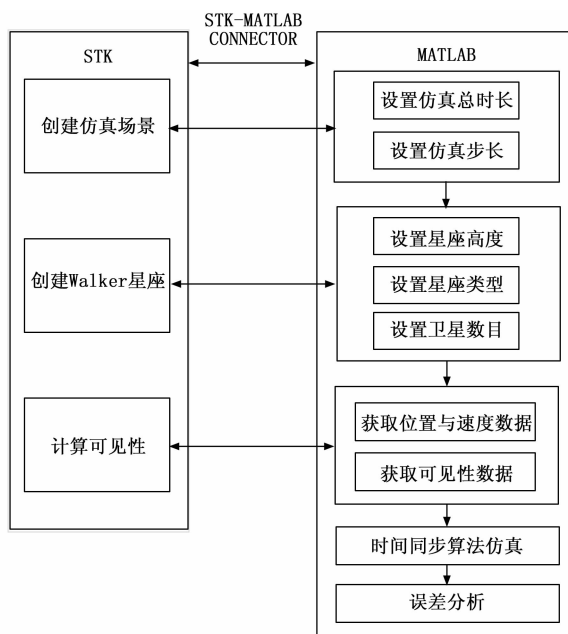 STK-MATLAB
CONNECTOR
STK
MATLAB
创建仿真场景
设置仿真总时长
设置仿真步长
创建Walker星座
设置星座高度
设置星座类型
设置卫星数目
计算可见性
获取位置与速度数据
获取可见性数据
时间同步算法仿真
误差分析